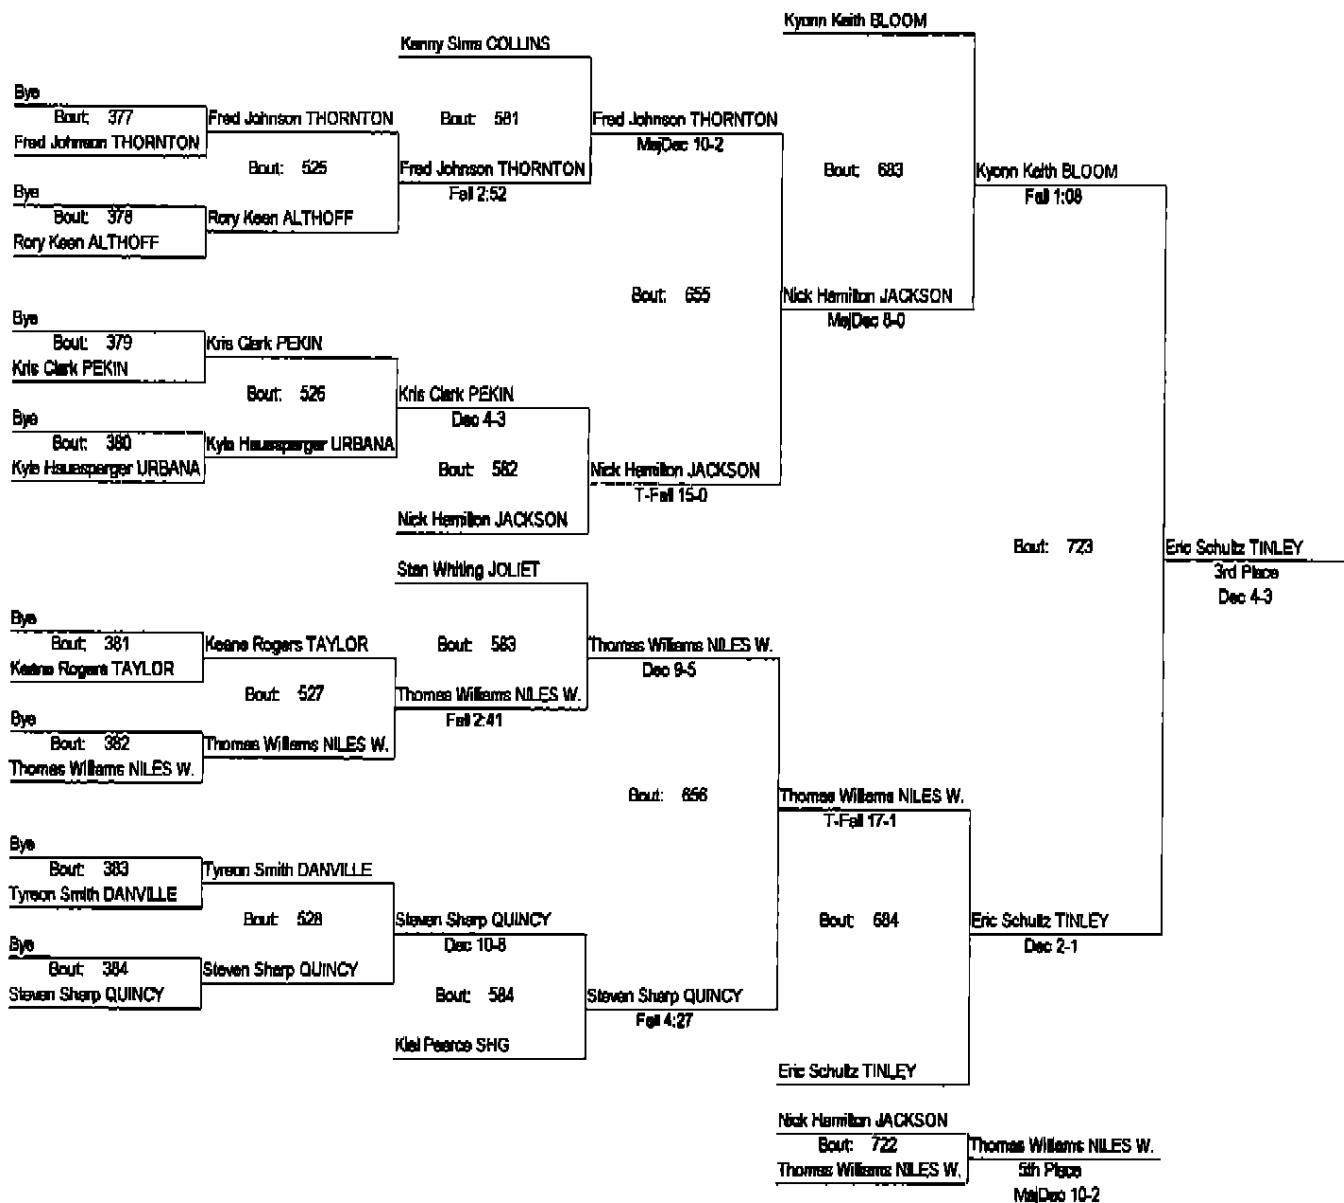 Kyonn Keith BLOOM
Kenny Sims COLLINS
Bye
Bout: 377
Fred Johnson THORNTON
Fred Johnson THORNTON
Bout: 525
Bye
Bout: 378
Rory Keen ALTHOFF
Rory Keen ALTHOFF
Bout: 581
Fred Johnson THORNTON
Fall 2:52
Fred Johnson THORNTON
MajDec 10-2
Bout: 683
Kyonn Keith BLOOM
Fall 1:08
Bout: 655
Nick Hamilton JACKSON
MajDec 8-0
Bye
Bout: 379
Kris Clark PEKIN
Kris Clark PEKIN
Bout: 526
Bye
Bout: 380
Kyle Hauersperger URBANA
Kyle Hauersperger URBANA
Kris Clark PEKIN
Dec 4-3
Bout: 582
Nick Hamilton JACKSON
Nick Hamilton JACKSON
T-Fall 15-0
Bout: 723
Eric Schultz TINLEY
3rd Place
Dec 4-3
Stan Whiting JOLIET
Bye
Bout: 381
Keane Rogers TAYLOR
Keane Rogers TAYLOR
Bout: 527
Bye
Bout: 382
Thomas Williams NILES W.
Thomas Williams NILES W.
Bout: 583
Thomas Williams NILES W.
Fall 2:41
Thomas Williams NILES W.
Dec 9-5
Bout: 656
Thomas Williams NILES W.
T-Fall 17-1
Bye
Bout: 383
Tyreon Smith DANVILLE
Tyreon Smith DANVILLE
Bout: 528
Bye
Bout: 384
Steven Sharp QUINCY
Steven Sharp QUINCY
Steven Sharp QUINCY
Dec 10-8
Bout: 584
Kiel Pearce SHG
Steven Sharp QUINCY
Fall 4:27
Bout: 684
Eric Schultz TINLEY
Dec 2-1
Eric Schultz TINLEY
Nick Hamilton JACKSON
Bout: 722
Thomas Williams NILES W.
Thomas Williams NILES W.
5th Place
MajDec 10-2